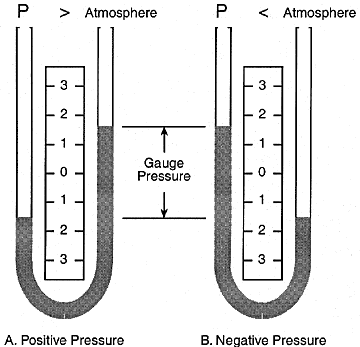 P > Atmosphere
P < Atmosphere
3
2
1
0
1
2
3
Gauge
Pressure
3
2
1
0
1
2
3
A. Positive Pressure
B. Negative Pressure